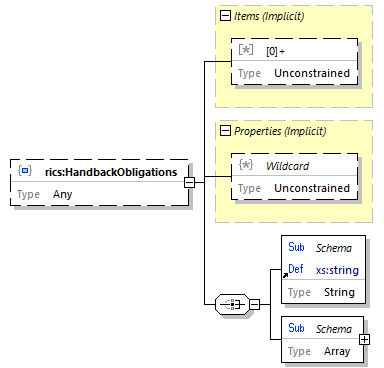 Items (Implicit)
[*] [0]+
Type Unconstrained
Properties (Implicit)
{*} Wildcard
Type Unconstrained
rics:HandbackObligations
Type Any
Sub Schema
Def xs:string
Type String
Sub Schema
Type Array